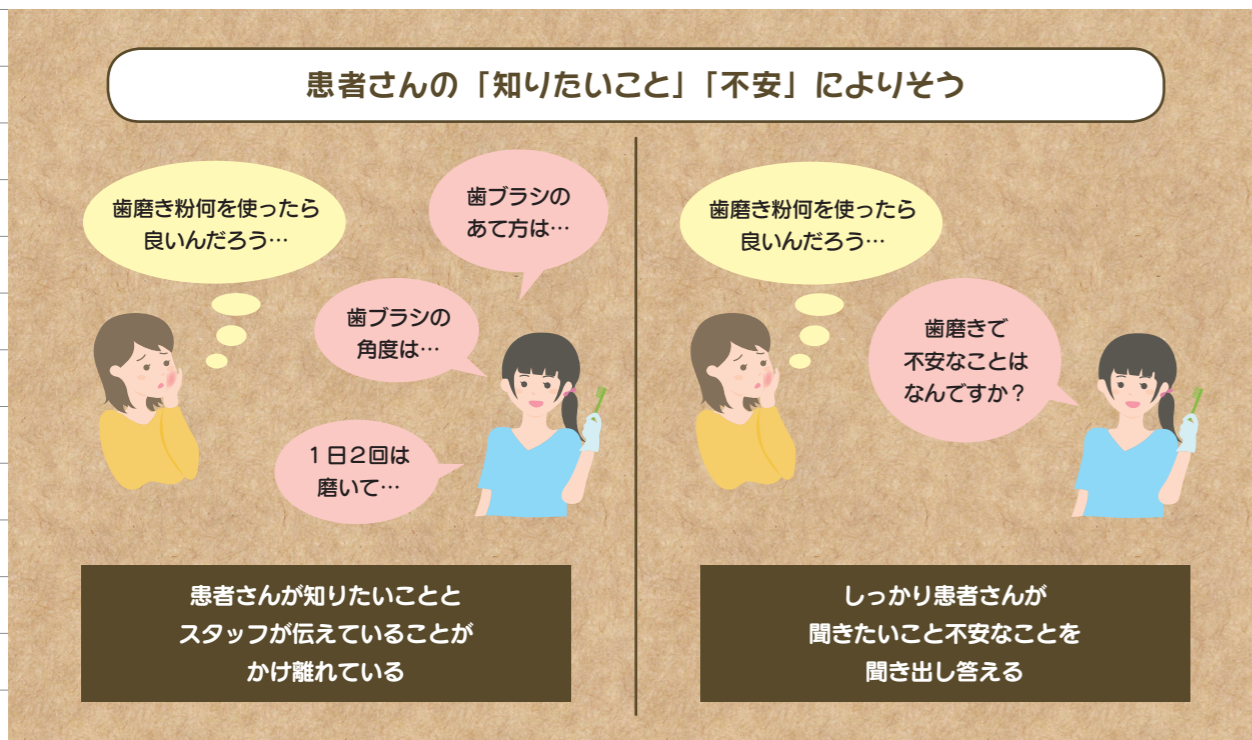 患者さんの「知りたいこと」「不安」によりそう
歯磨き粉何を使ったら
良いんだろう…
歯ブラシの
あて方は…
歯ブラシの
角度は…
1日2回は
磨いて…
患者さんが知りたいことと
スタッフが伝えていることが
かけ離れている
歯磨き粉何を使ったら
良いんだろう…
歯磨きで
不安なことは
なんですか？
しっかり患者さんが
聞きたいこと不安なことを
聞き出し答える